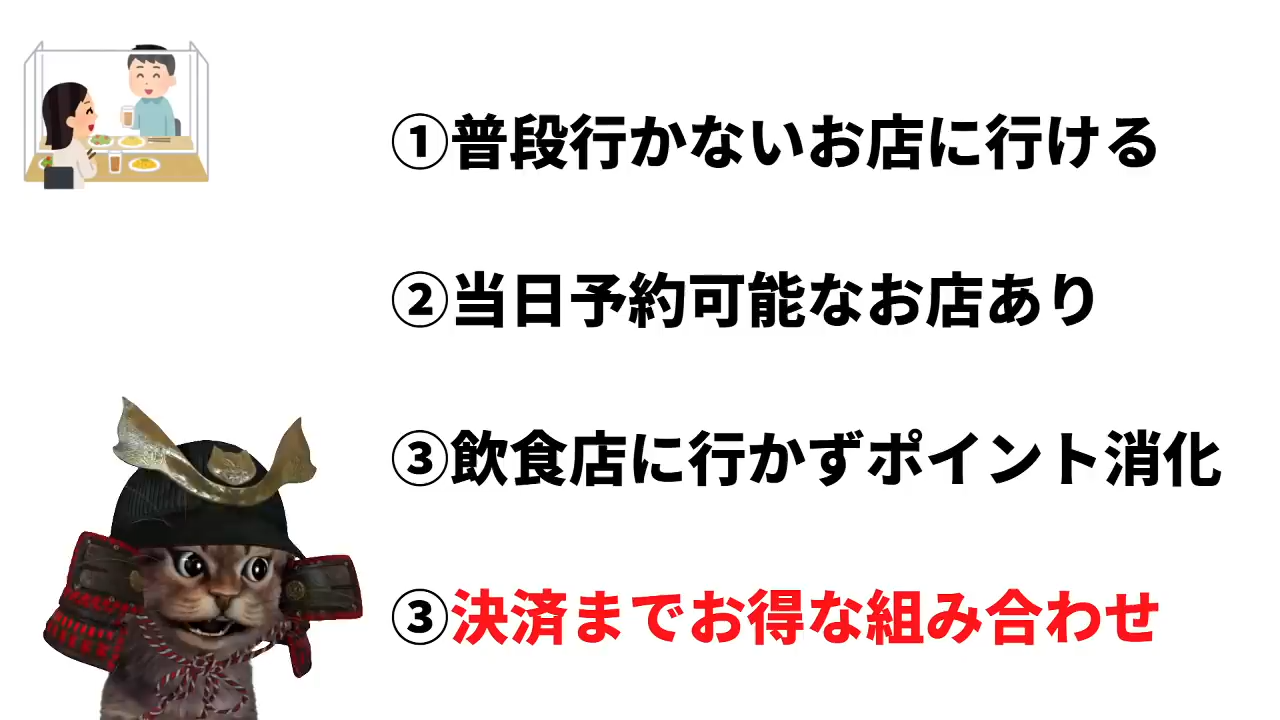 ①普段行かないお店に行ける
②当日予約可能なお店あり
③飲食店に行かずポイント消化
③決済までお得な組み合わせ